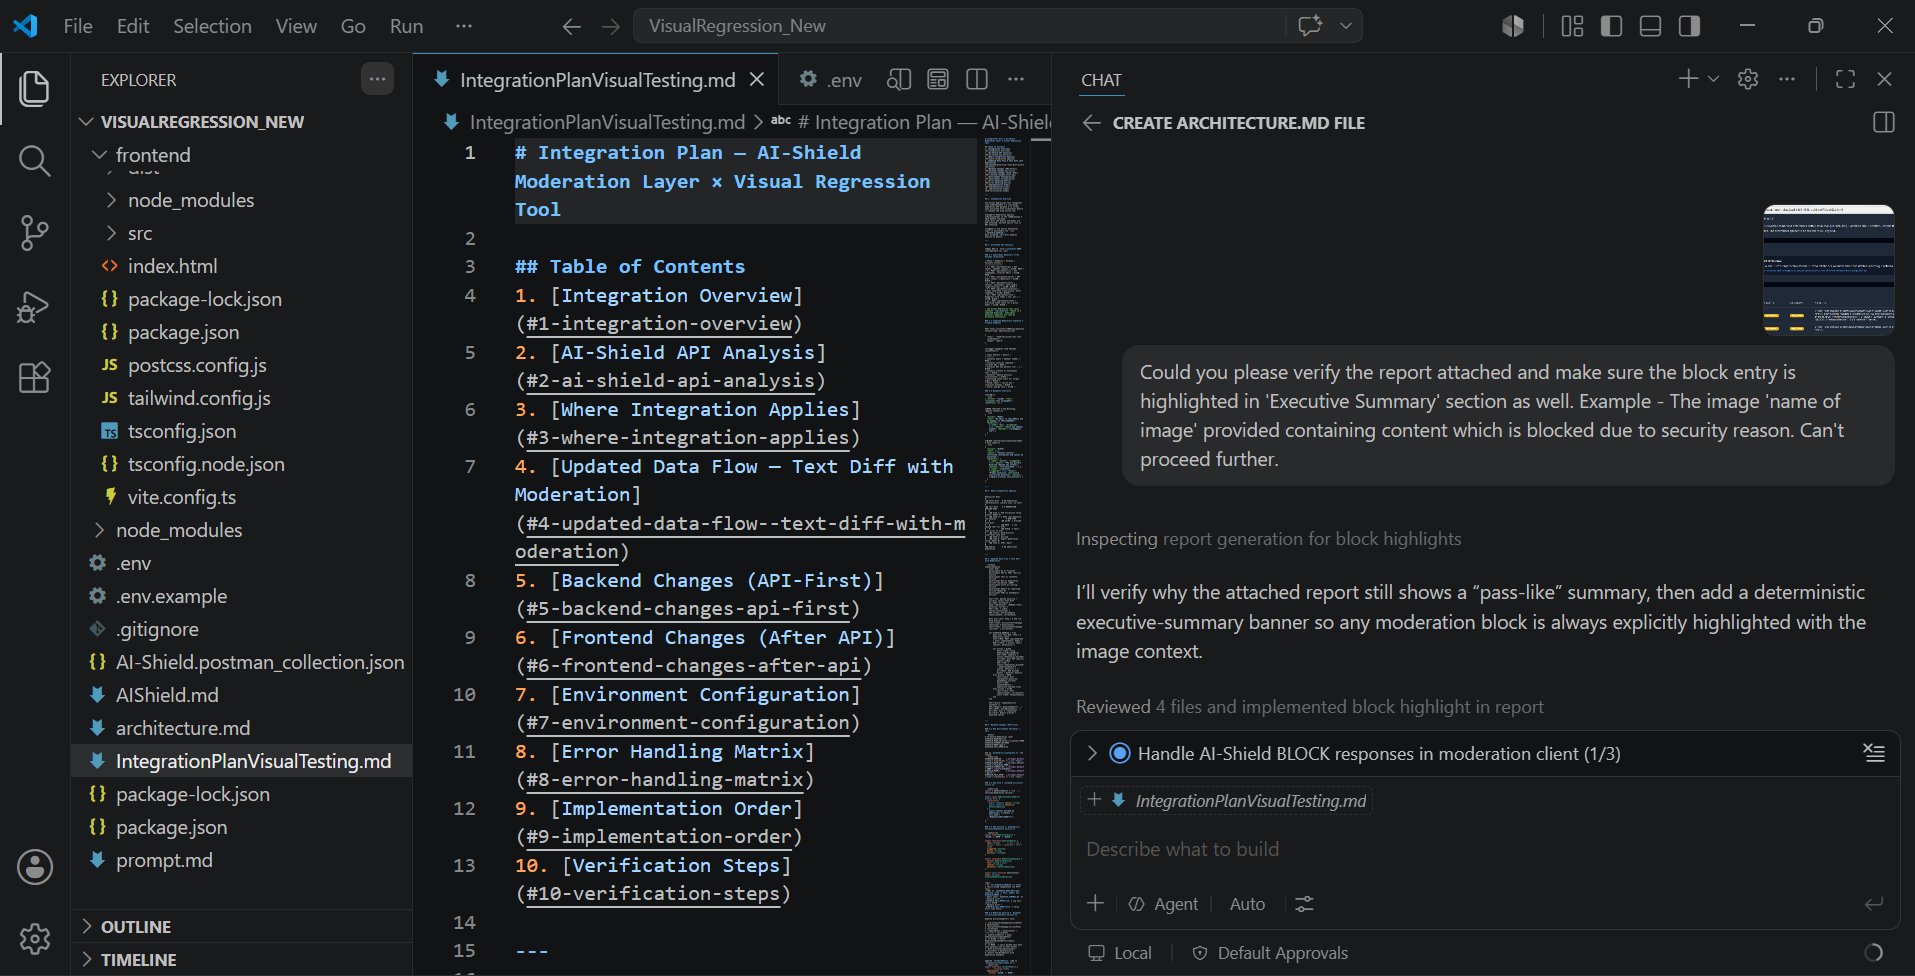 File Edit Selection View Go Run ···
VisualRegression_New
EXPLORER
VISUALREGRESSION_NEW
frontend
dist
node_modules
src
index.html
package-lock.json
package.json
postcss.config.js
tailwind.config.js
tsconfig.json
tsconfig.node.json
vite.config.ts
node_modules
.env
.env.example
.gitignore
AI-Shield.postman_collection.json
AIShield.md
architecture.md
IntegrationPlanVisualTesting.md
package-lock.json
package.json
prompt.md
OUTLINE
TIMELINE
IntegrationPlanVisualTesting.md
.env
IntegrationPlanVisualTesting.md > abc # Integration Plan — AI-Shiel
1 # Integration Plan — AI-Shield
Moderation Layer × Visual Regression
Tool
2
3 ## Table of Contents
4 1. [Integration Overview]
(#1-integration-overview)
5 2. [AI-Shield API Analysis]
(#2-ai-shield-api-analysis)
6 3. [Where Integration Applies]
(#3-where-integration-applies)
7 4. [Updated Data Flow — Text Diff with
Moderation]
(#4-updated-data-flow--text-diff-with-m
oderation)
8 5. [Backend Changes (API-First)]
(#5-backend-changes-api-first)
9 6. [Frontend Changes (After API)]
(#6-frontend-changes-after-api)
10 7. [Environment Configuration]
(#7-environment-configuration)
11 8. [Error Handling Matrix]
(#8-error-handling-matrix)
12 9. [Implementation Order]
(#9-implementation-order)
13 10. [Verification Steps]
(#10-verification-steps)
14
15 ---
CHAT
CREATE ARCHITECTURE.MD FILE
Could you please verify the report attached and make sure the block entry is
highlighted in 'Executive Summary' section as well. Example - The image 'name of
image' provided containing content which is blocked due to security reason. Can't
proceed further.
Inspecting report generation for block highlights
I’ll verify why the attached report still shows a “pass-like” summary, then add a deterministic
executive-summary banner so any moderation block is always explicitly highlighted with the
image context.
Reviewed 4 files and implemented block highlight in report
Handle AI-Shield BLOCK responses in moderation client (1/3)
IntegrationPlanVisualTesting.md
Describe what to build
Agent Auto
Local Default Approvals